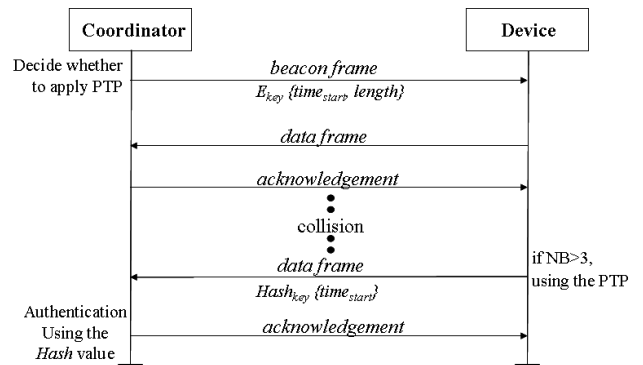 Coordinator
Device
Decide whether
to apply PTP
beacon frame
E_key {time_start, length}
data frame
acknowledgement
collision
data frame
if NB>3,
using the PTP
Hash_key {time_start}
Authentication
Using the
Hash value
acknowledgement